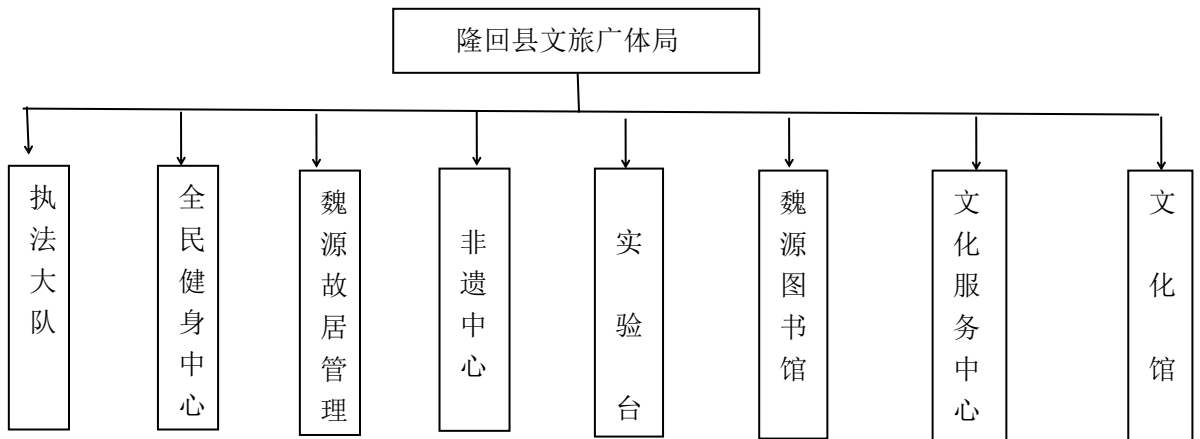 隆回县文旅广体局
执法大队
全民健身中心
魏源故居管理
非遗中心
实验台
魏源图书馆
文化服务中心
文化馆